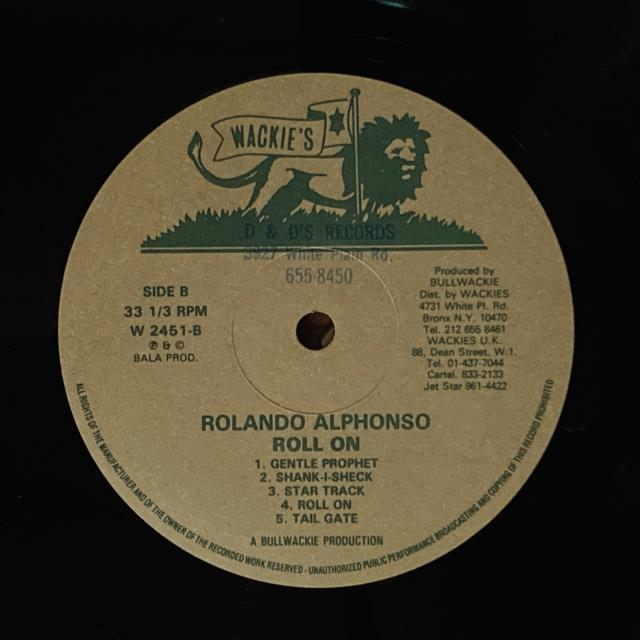 WACKIE'S
D & D'S RECORDS
3927 White Plain Rd.
655-8450
SIDE B
33 1/3 RPM
W 2451-B
℗ & ©
BALA PROD.
Produced by
BULLWACKIE
Dist. by WACKIES
4731 White Pl. Rd.
Bronx N.Y. 10470
Tel. 212 655 8461
WACKIES U.K.
88, Dean Street, W.1.
Tel. 01-437-7044
Cartel. 833-2133
Jet Star 961-4422
ROLANDO ALPHONSO
ROLL ON
1. GENTLE PROPHET
2. SHANK-I-SHECK
3. STAR TRACK
4. ROLL ON
5. TAIL GATE
A BULLWACKIE PRODUCTION
ALL RIGHTS OF THE MANUFACTURER AND OF THE OWNER OF THE RECORDED WORK RESERVED - UNAUTHORIZED PUBLIC PERFORMANCE BROADCASTING AND COPYING OF THIS RECORD PROHIBITED